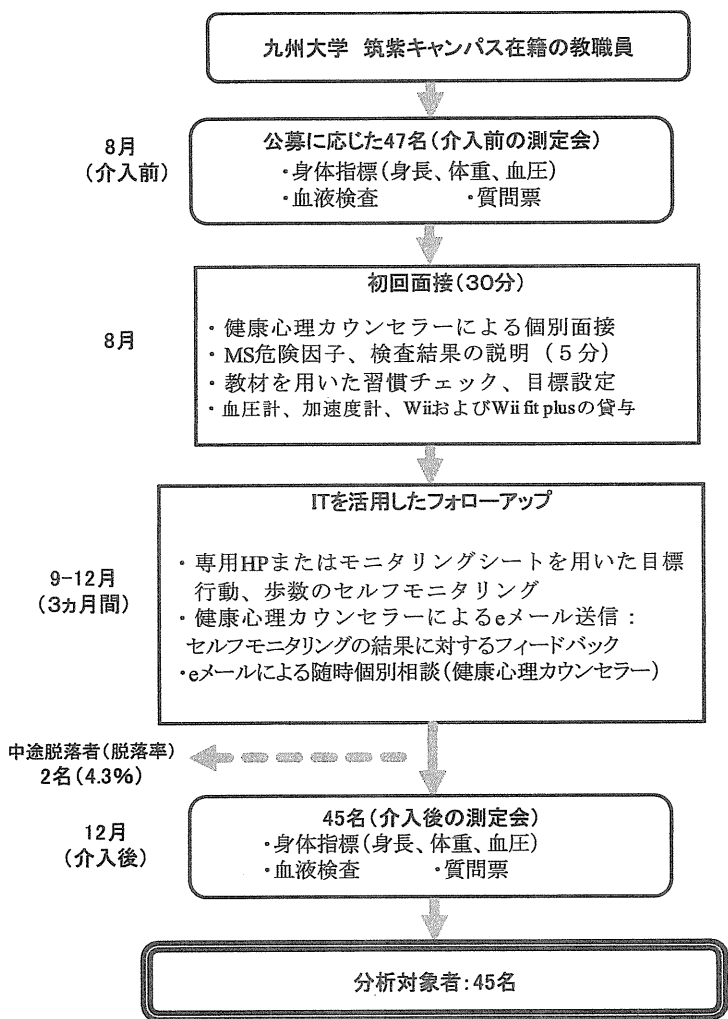 九州大学 筑紫キャンパス在籍の教職員
8月
(介入前)
公募に応じた47名(介入前の測定会)
・身体指標(身長、体重、血圧)
・血液検査 ・質問票
8月
初回面接(30分)
・健康心理カウンセラーによる個別面接
・MS危険因子、検査結果の説明(5分)
・教材を用いた習慣チェック、目標設定
・血圧計、加速度計、WiiおよびWii fit plusの貸与
9-12月
(3ヵ月間)
ITを活用したフォローアップ
・専用HPまたはモニタリングシートを用いた目標
行動、歩数のセルフモニタリング
・健康心理カウンセラーによるeメール送信:
セルフモニタリングの結果に対するフィードバック
・eメールによる随時個別相談(健康心理カウンセラー)
中途脱落者(脱落率)
2名(4.3%)
12月
(介入後)
45名(介入後の測定会)
・身体指標(身長、体重、血圧)
・血液検査 ・質問票
分析対象者:45名